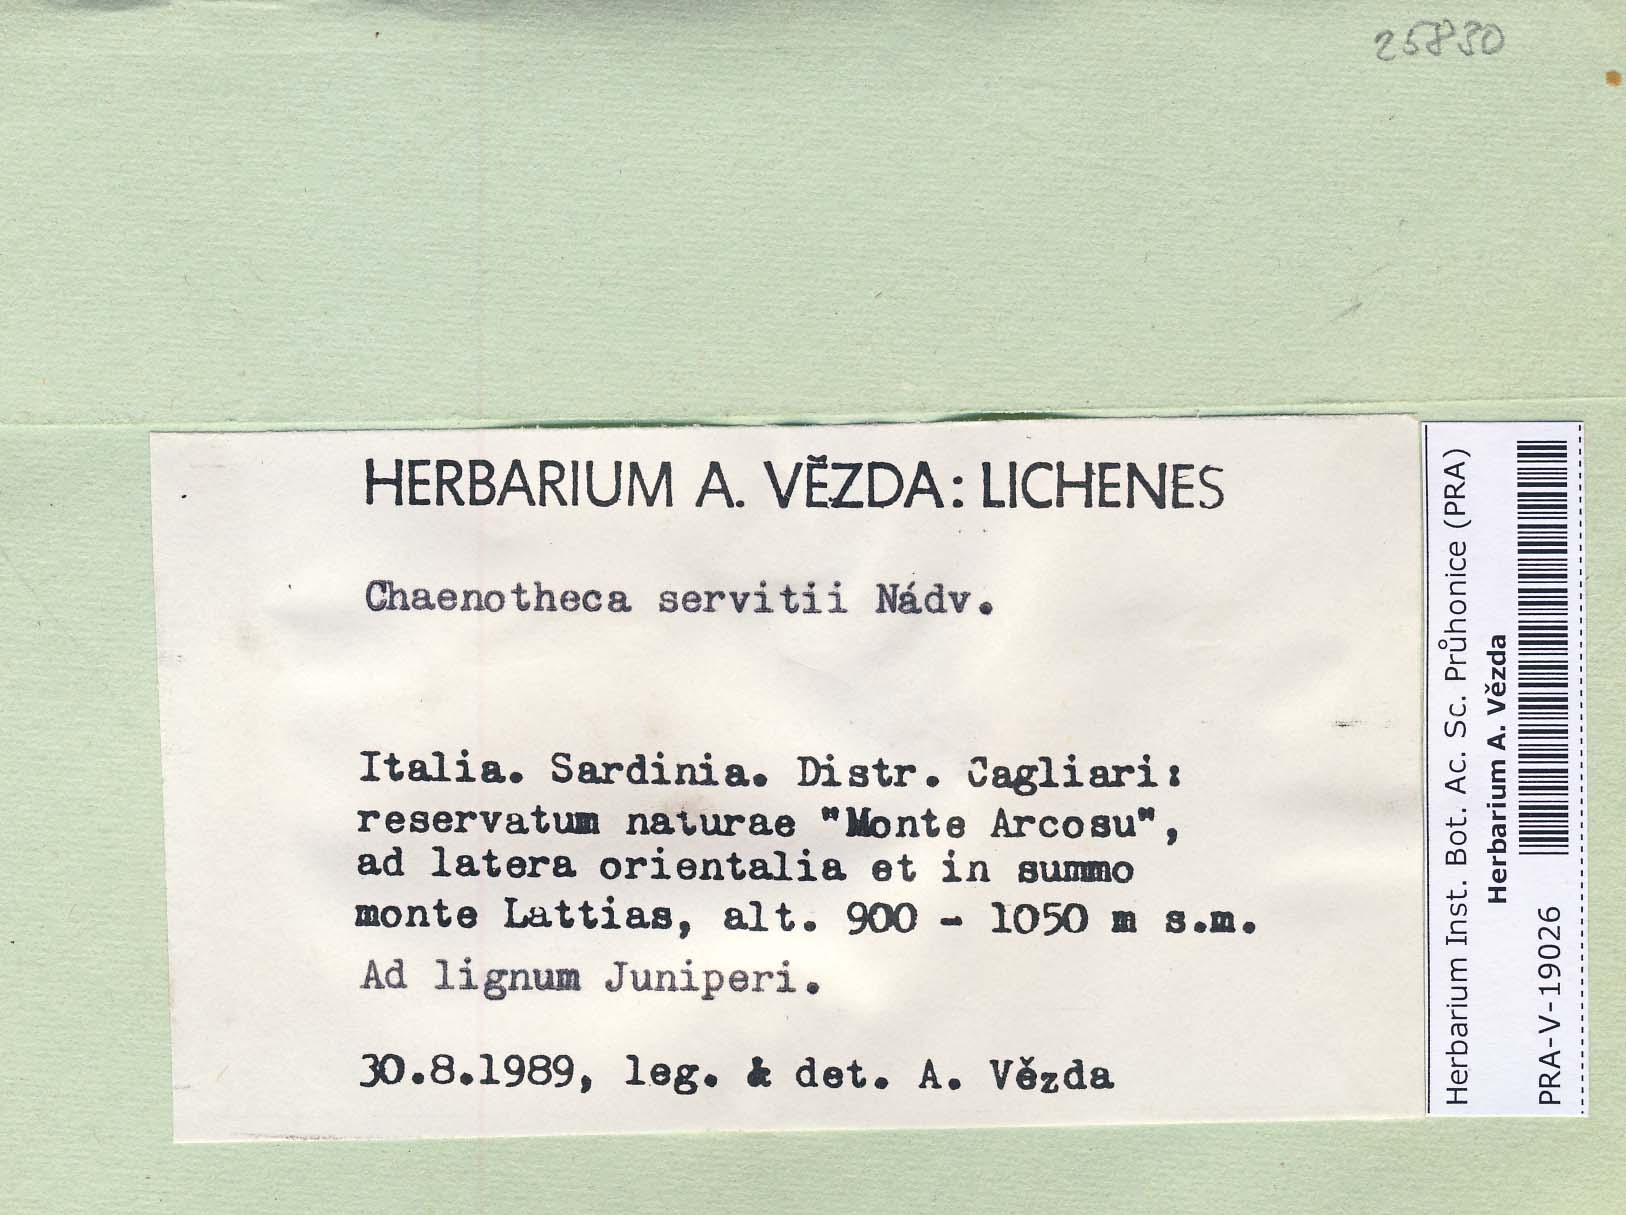 25830
HERBARIUM A. VĚZDA: LICHENES
Chaenotheca servitii Nádv.
Italia. Sardinia. Distr. Cagliari:
reservatum naturae "Monte Arcosu",
ad latera orientalia et in summo
monte Lattias, alt. 900 - 1050 m s.m.
Ad lignum Juniperi.
30.8.1989, leg. & det. A. Vězda
Herbarium Inst. Bot. Ac. Sc. Průhonice (PRA)
Herbarium A. Vězda
PRA-V-19026